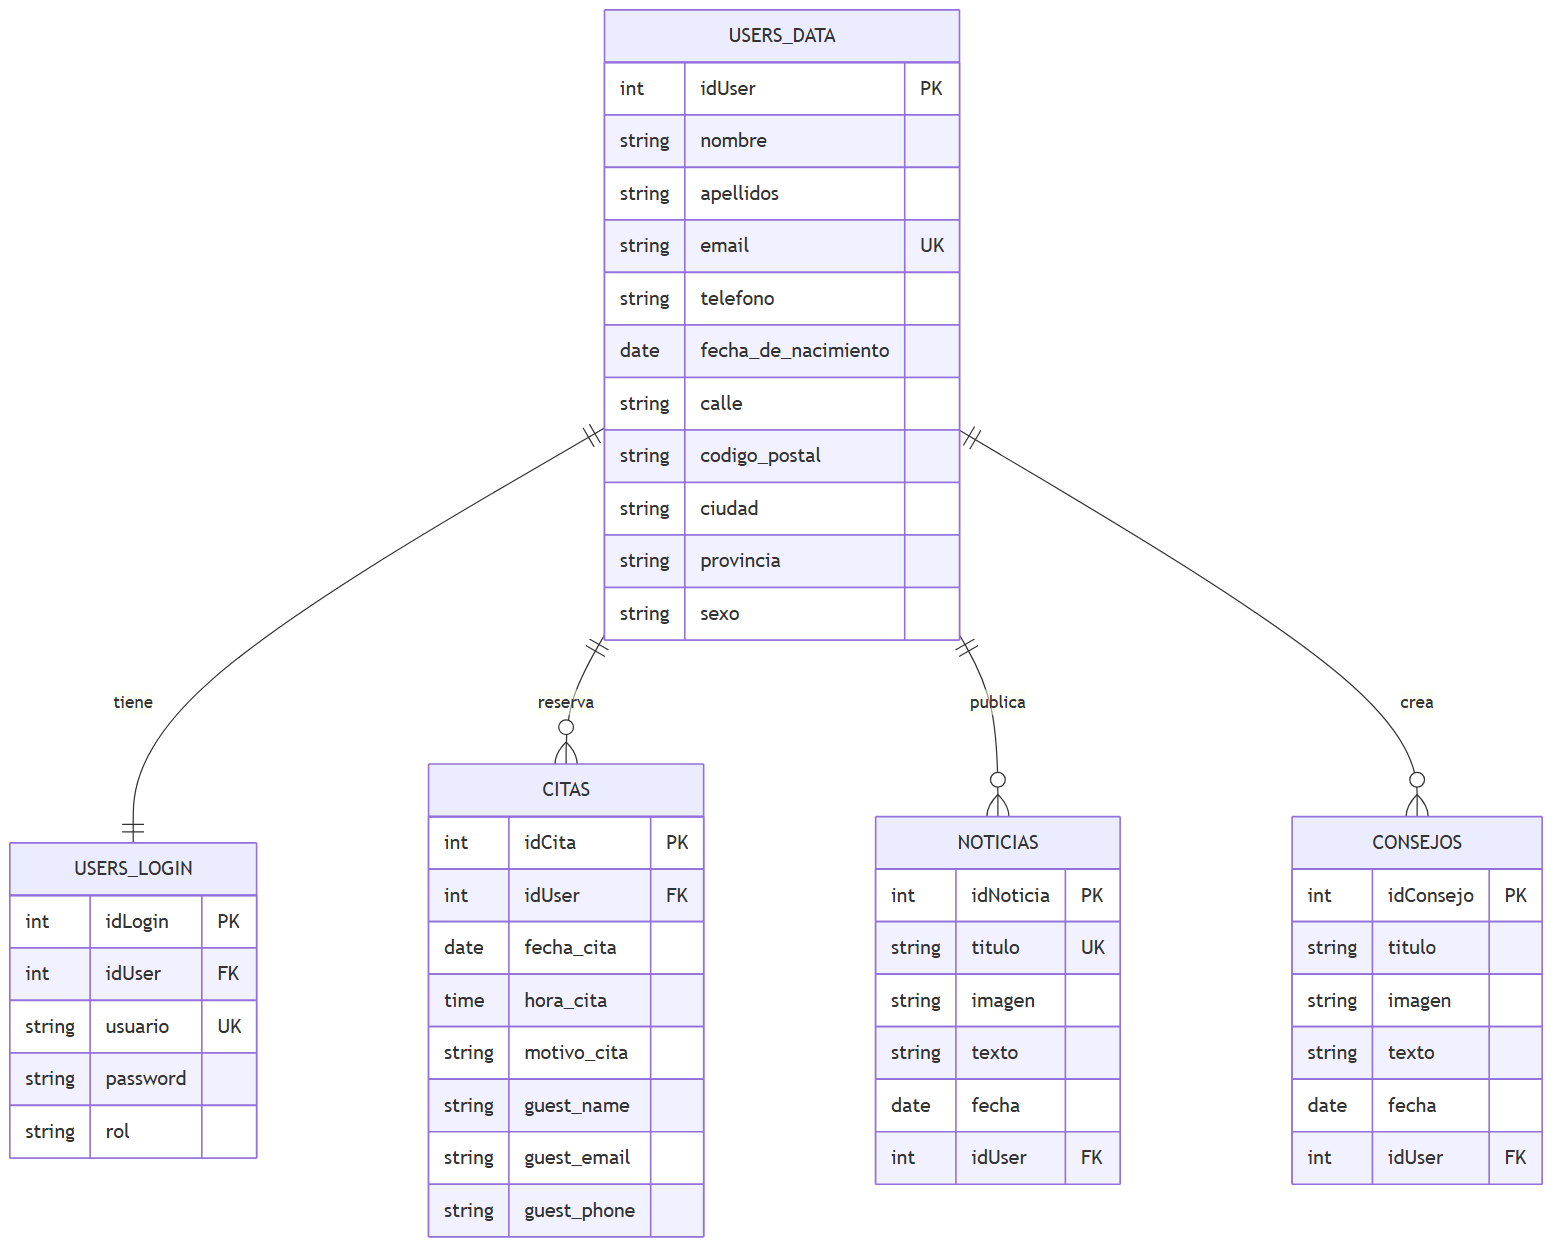 USERS_DATA
int idUser PK
string nombre
string apellidos
string email UK
string telefono
date fecha_de_nacimiento
string calle
string codigo_postal
string ciudad
string provincia
string sexo
tiene
reserva
publica
crea
USERS_LOGIN
int idLogin PK
int idUser FK
string usuario UK
string password
string rol
CITAS
int idCita PK
int idUser FK
date fecha_cita
time hora_cita
string motivo_cita
string guest_name
string guest_email
string guest_phone
NOTICIAS
int idNoticia PK
string titulo UK
string imagen
string texto
date fecha
int idUser FK
CONSEJOS
int idConsejo PK
string titulo
string imagen
string texto
date fecha
int idUser FK